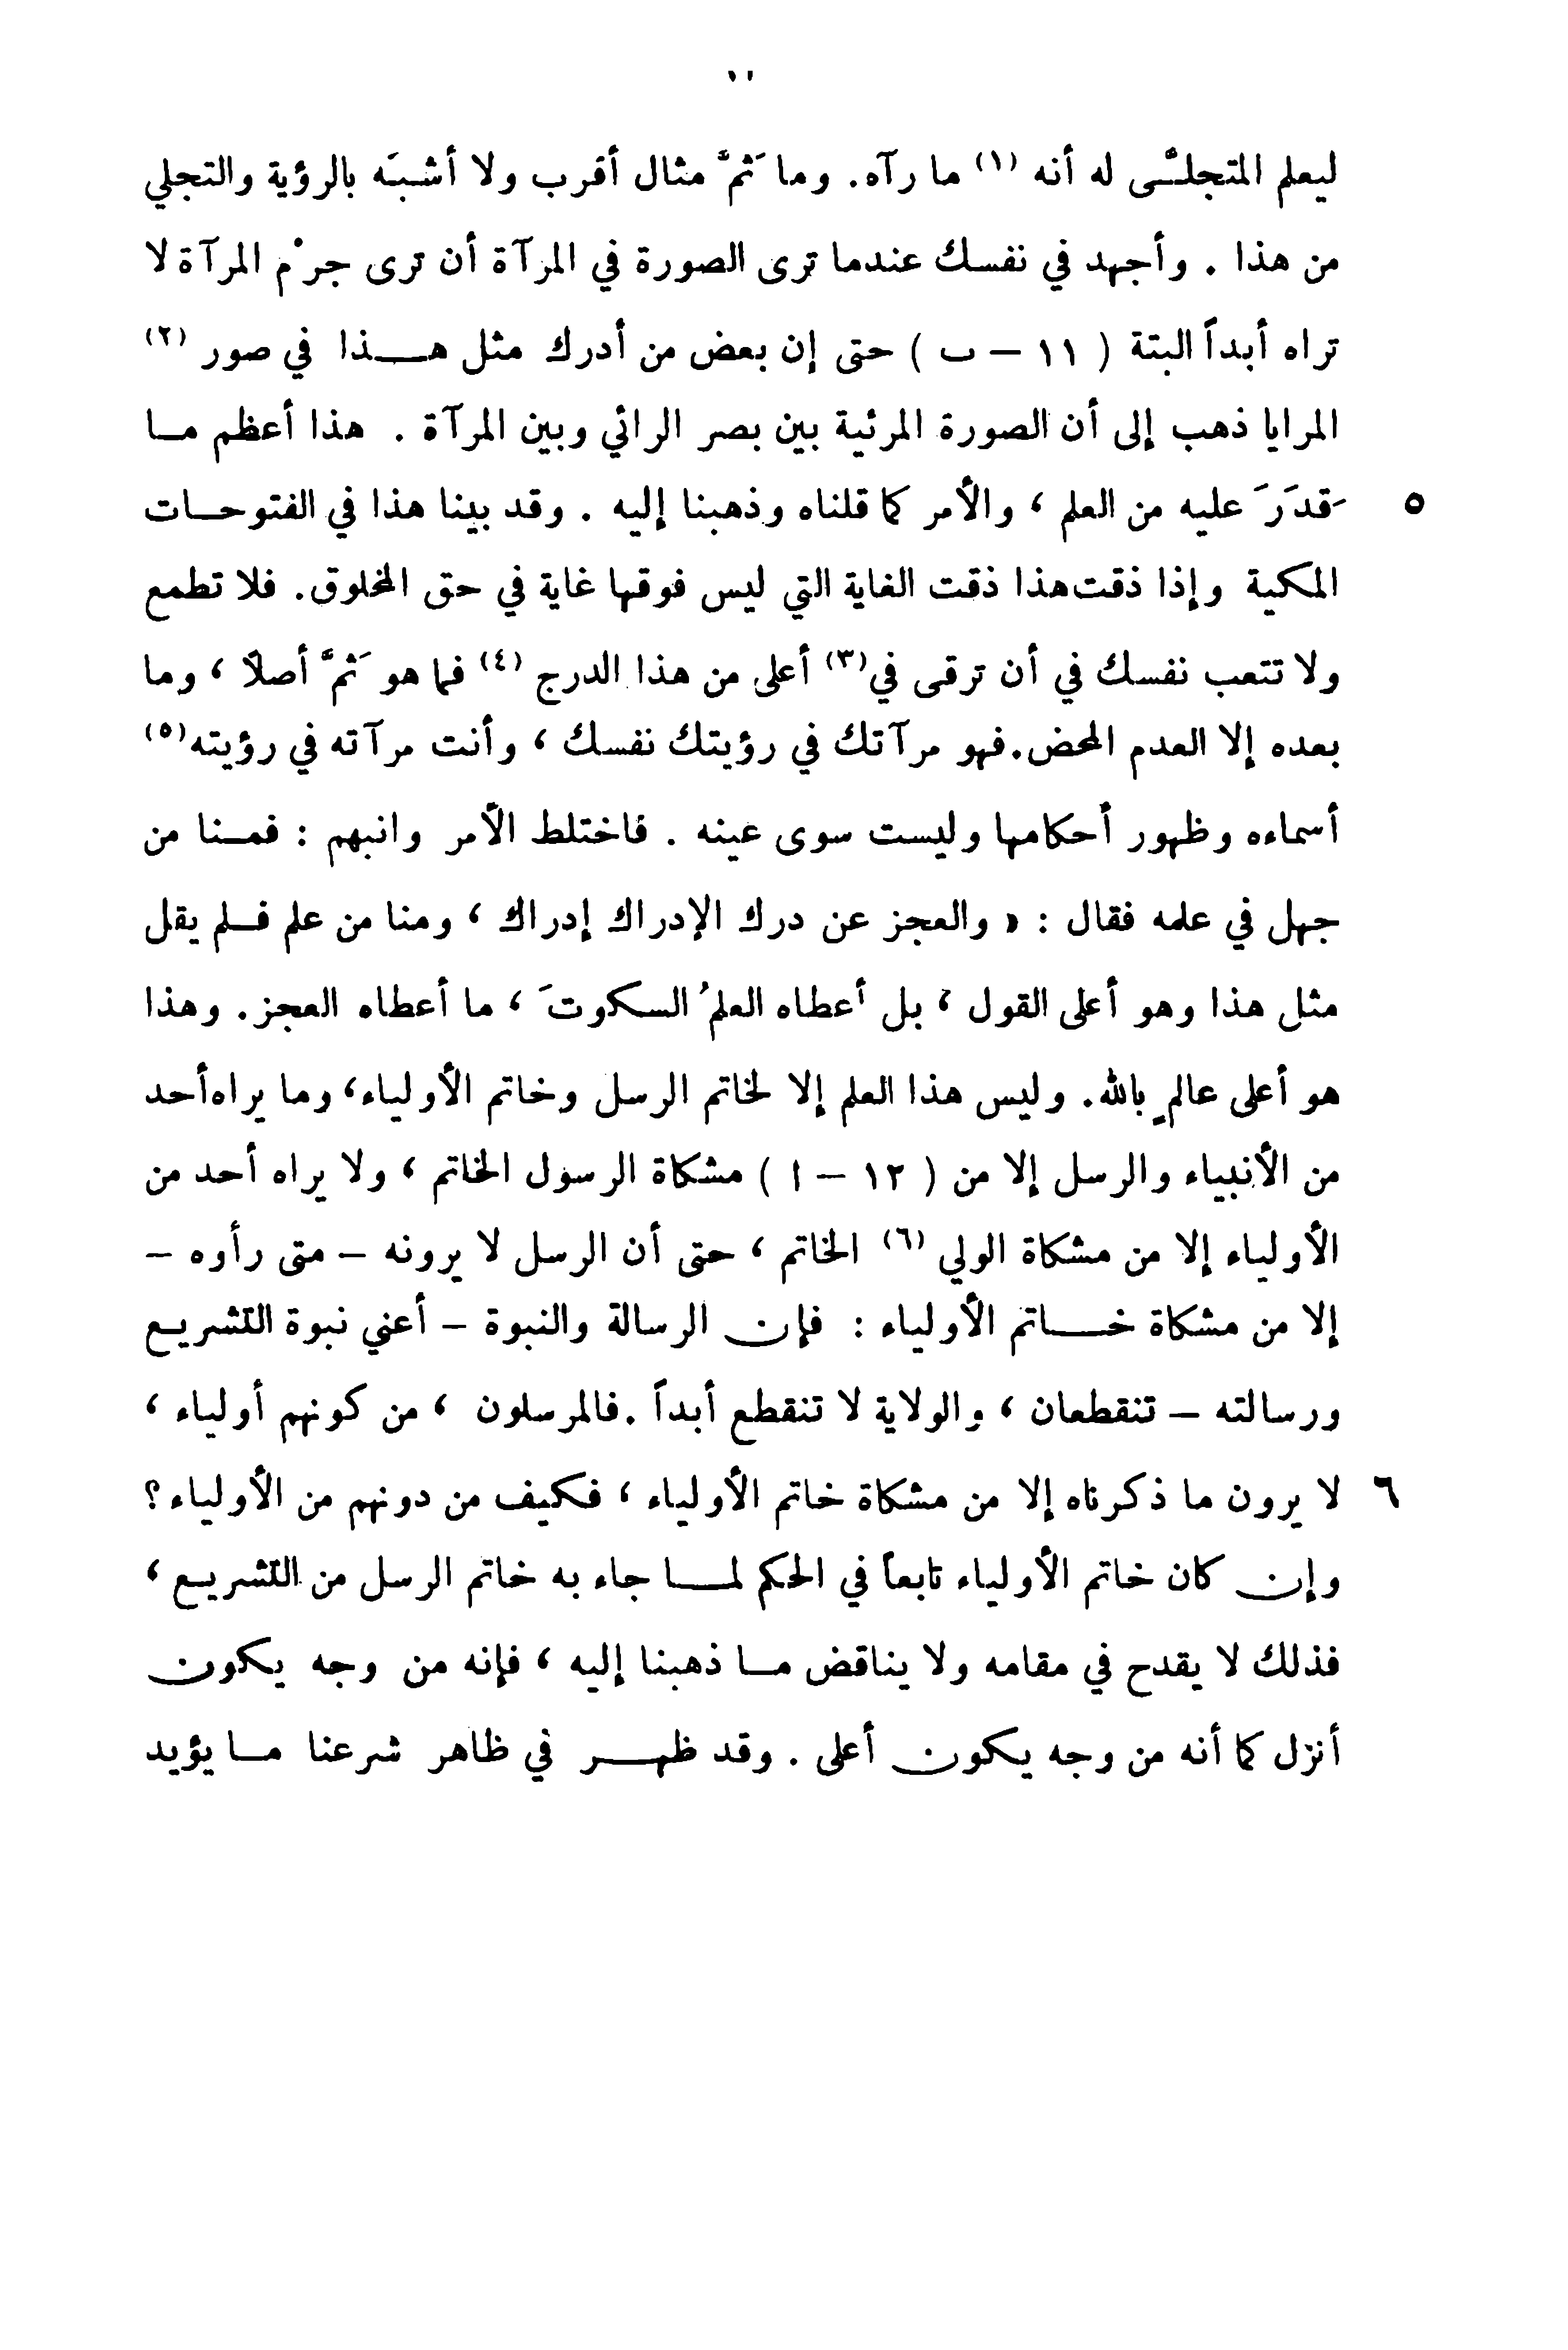 ١١
ليعلم المتجلَّى له أنه (١) ما رآه. وما ثَمَّ مثال أقرب ولا أشبَه بالرؤية والتجلي
من هذا . وأجهد في نفسك عندما ترى الصورة في المرآة أن ترى جرْم المرآة لا
تراه أبداً البتة ( ١١ – ب ) حتى إن بعض من أدرك مثل هـذا في صور (٢)
المرايا ذهب إلى أن الصورة المرئية بين بصر الرائي وبين المرآة . هذا أعظم مـا
٥ قَدَرَ عليه من العلم ، والأمر كما قلناه وذهبنا إليه . وقد بينا هذا في الفتوحـات
المكية وإذا ذقت هذا ذقت الغاية التي ليس فوقها غاية في حق المخلوق. فلا تطمع
ولا تتعب نفسك في أن ترقى في(٣) أعلى من هذا الدرج (٤) فما هو ثَمَّ أصلاً ، وما
بعده إلا العدم المحض.فهو مرآتك في رؤيتك نفسك ، وأنت مرآته في رؤيته(٥)
أسماءه وظهور أحكامها وليست سوى عينه . فاختلط الأمر وانبهم : فمـنا من
جهل في علمه فقال : « والعجز عن درك الإدراك إدراك ، ومنا من علم فـلم يقل
مثل هذا وهو أعلى القول ، بل أعطاه العلمُ السكوتَ ، ما أعطاه العجز. وهذا
هو أعلى عالمٍ بالله. وليس هذا العلم إلا لخاتم الرسل وخاتم الأولياء، وما يراه أحد
من الأنبياء والرسل إلا من ( ١٢ – ا ) مشكاة الرسول الخاتم ، ولا يراه أحد من
الأولياء إلا من مشكاة الولي (٦) الخاتم ، حتى أن الرسل لا يرونه – متى رأوه –
إلا من مشكاة خـاتم الأولياء : فإن الرسالة والنبوة – أعني نبوة التشريع
ورسالته – تنقطعان ، والولاية لا تنقطع أبداً .فالمرسلون ، من كونهم أولياء ،
٦ لا يرون ما ذكرناه إلا من مشكاة خاتم الأولياء ، فكيف من دونهم من الأولياء؟
وإن كان خاتم الأولياء تابعاً في الحكم لمـا جاء به خاتم الرسل من التشريع ،
فذلك لا يقدح في مقامه ولا يناقض مـا ذهبنا إليه ، فإنه من وجه يكون
أنزل كما أنه من وجه يكون أعلى . وقد ظهـر في ظاهر شرعنا مـا يؤيد